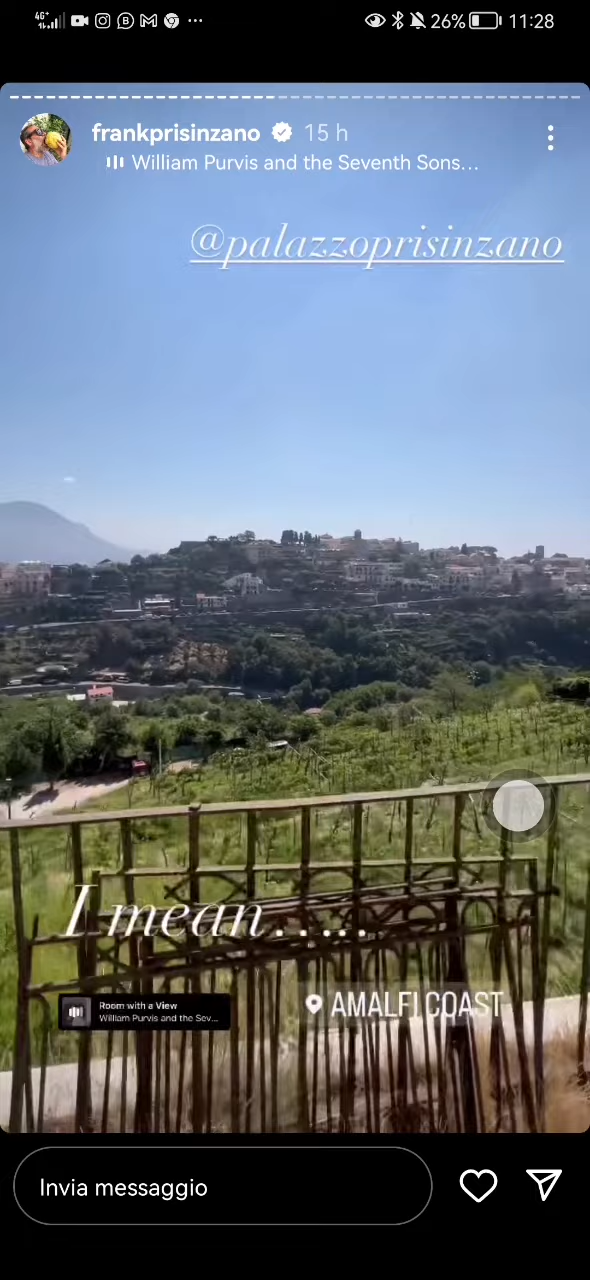 4G+
26%
11:28
frankprisinzano
15 h
William Purvis and the Seventh Sons...
@palazzoprisinzano
I mean.....
Room with a View
William Purvis and the Sev...
AMALFI COAST
Invia messaggio